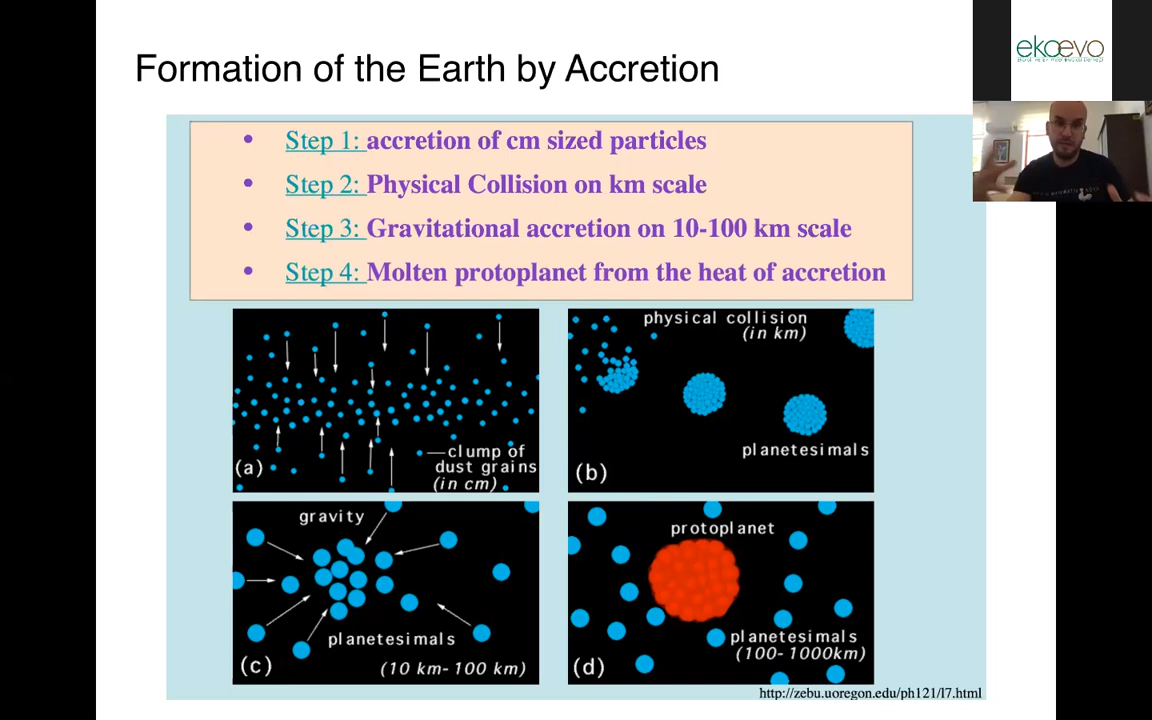 Formation of the Earth by Accretion
ekoevo
• Step 1: accretion of cm sized particles
• Step 2: Physical Collision on km scale
• Step 3: Gravitational accretion on 10-100 km scale
• Step 4: Molten protoplanet from the heat of accretion
clump of
dust grains
(in cm)
(a)
physical collision
(in km)
planetesimals
(b)
gravity
planetesimals
(10 km- 100 km)
(c)
protoplanet
planetesimals
(100- 1000km)
(d)
http://zebu.uoregon.edu/ph121/l7.html